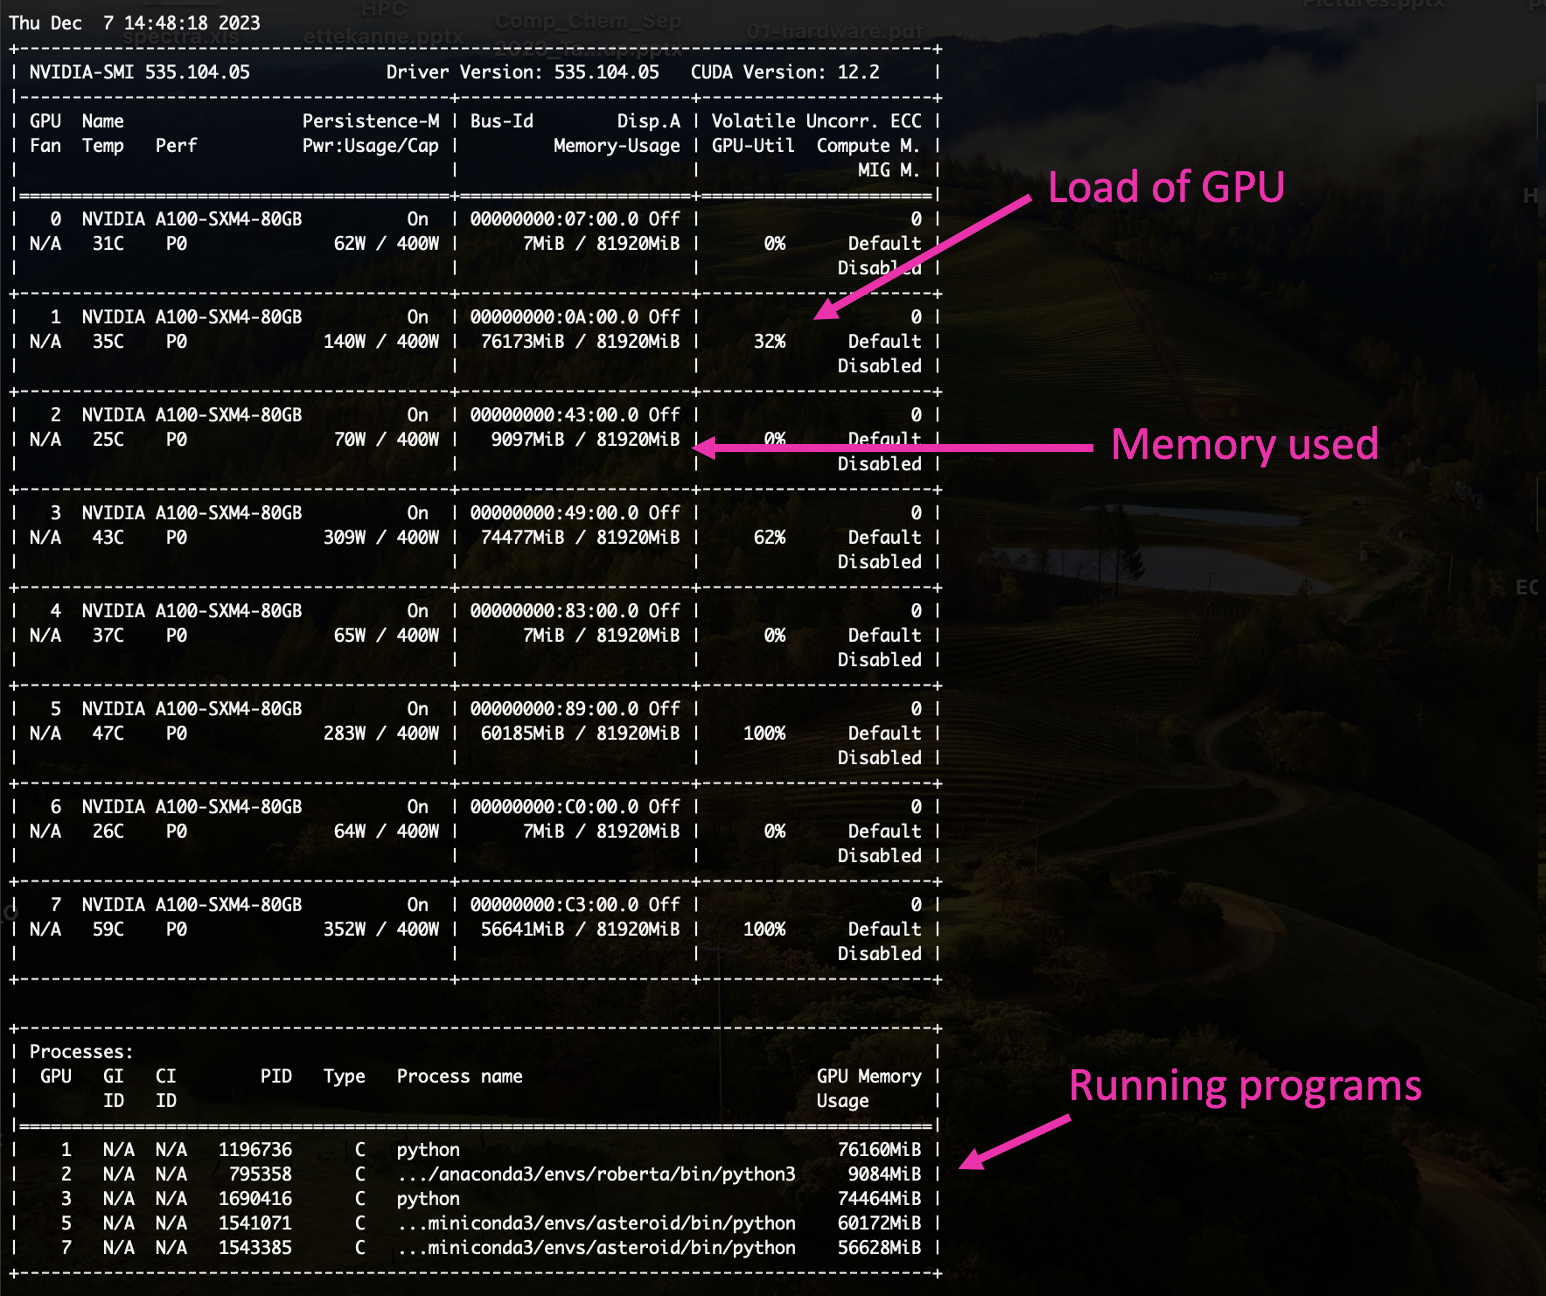 HPC
Comp_Chem_Sep
Pictures.pptx
Thu Dec  7 14:48:18 2023
spectra.xls
ettekanne.pptx
01-hardware.pdf
+-----------------------------------------------------------------------------------------+
| NVIDIA-SMI 535.104.05             Driver Version: 535.104.05   CUDA Version: 12.2     |
|-----------------------------------------+----------------------+----------------------+
| GPU  Name                 Persistence-M | Bus-Id        Disp.A | Volatile Uncorr. ECC |
| Fan  Temp   Perf          Pwr:Usage/Cap |         Memory-Usage | GPU-Util  Compute M. |
|                                         |                      |               MIG M. |
|=========================================+======================+======================|
Load of GPU
|   0  NVIDIA A100-SXM4-80GB          On  | 00000000:07:00.0 Off |                    0 |
| N/A   31C    P0              62W / 400W |      7MiB / 81920MiB |      0%      Default |
|                                         |                      |             Disabled |
+-----------------------------------------+----------------------+----------------------+
|   1  NVIDIA A100-SXM4-80GB          On  | 00000000:0A:00.0 Off |                    0 |
| N/A   35C    P0             140W / 400W |  76173MiB / 81920MiB |     32%      Default |
|                                         |                      |             Disabled |
+-----------------------------------------+----------------------+----------------------+
|   2  NVIDIA A100-SXM4-80GB          On  | 00000000:43:00.0 Off |                    0 |
| N/A   25C    P0              70W / 400W |   9097MiB / 81920MiB |      0%      Default |
Memory used
|                                         |                      |             Disabled |
+-----------------------------------------+----------------------+----------------------+
|   3  NVIDIA A100-SXM4-80GB          On  | 00000000:49:00.0 Off |                    0 |
| N/A   43C    P0             309W / 400W |  74477MiB / 81920MiB |     62%      Default |
|                                         |                      |             Disabled |
+-----------------------------------------+----------------------+----------------------+
|   4  NVIDIA A100-SXM4-80GB          On  | 00000000:83:00.0 Off |                    0 |
| N/A   37C    P0              65W / 400W |      7MiB / 81920MiB |      0%      Default |
|                                         |                      |             Disabled |
+-----------------------------------------+----------------------+----------------------+
|   5  NVIDIA A100-SXM4-80GB          On  | 00000000:89:00.0 Off |                    0 |
| N/A   47C    P0             283W / 400W |  60185MiB / 81920MiB |    100%      Default |
|                                         |                      |             Disabled |
+-----------------------------------------+----------------------+----------------------+
|   6  NVIDIA A100-SXM4-80GB          On  | 00000000:C0:00.0 Off |                    0 |
| N/A   26C    P0              64W / 400W |      7MiB / 81920MiB |      0%      Default |
|                                         |                      |             Disabled |
+-----------------------------------------+----------------------+----------------------+
|   7  NVIDIA A100-SXM4-80GB          On  | 00000000:C3:00.0 Off |                    0 |
| N/A   59C    P0             352W / 400W |  56641MiB / 81920MiB |    100%      Default |
|                                         |                      |             Disabled |
+-----------------------------------------+----------------------+----------------------+
+---------------------------------------------------------------------------------------+
| Processes:                                                                            |
|  GPU   GI   CI        PID   Type   Process name                            GPU Memory |
|        ID   ID                                                             Usage      |
Running programs
|=======================================================================================|
|    1   N/A  N/A   1196736      C   python                                    76160MiB |
|    2   N/A  N/A    795358      C   .../anaconda3/envs/roberta/bin/python3     9084MiB |
|    3   N/A  N/A   1690416      C   python                                    74464MiB |
|    5   N/A  N/A   1541071      C   ...miniconda3/envs/asteroid/bin/python    60172MiB |
|    7   N/A  N/A   1543385      C   ...miniconda3/envs/asteroid/bin/python    56628MiB |
+---------------------------------------------------------------------------------------+